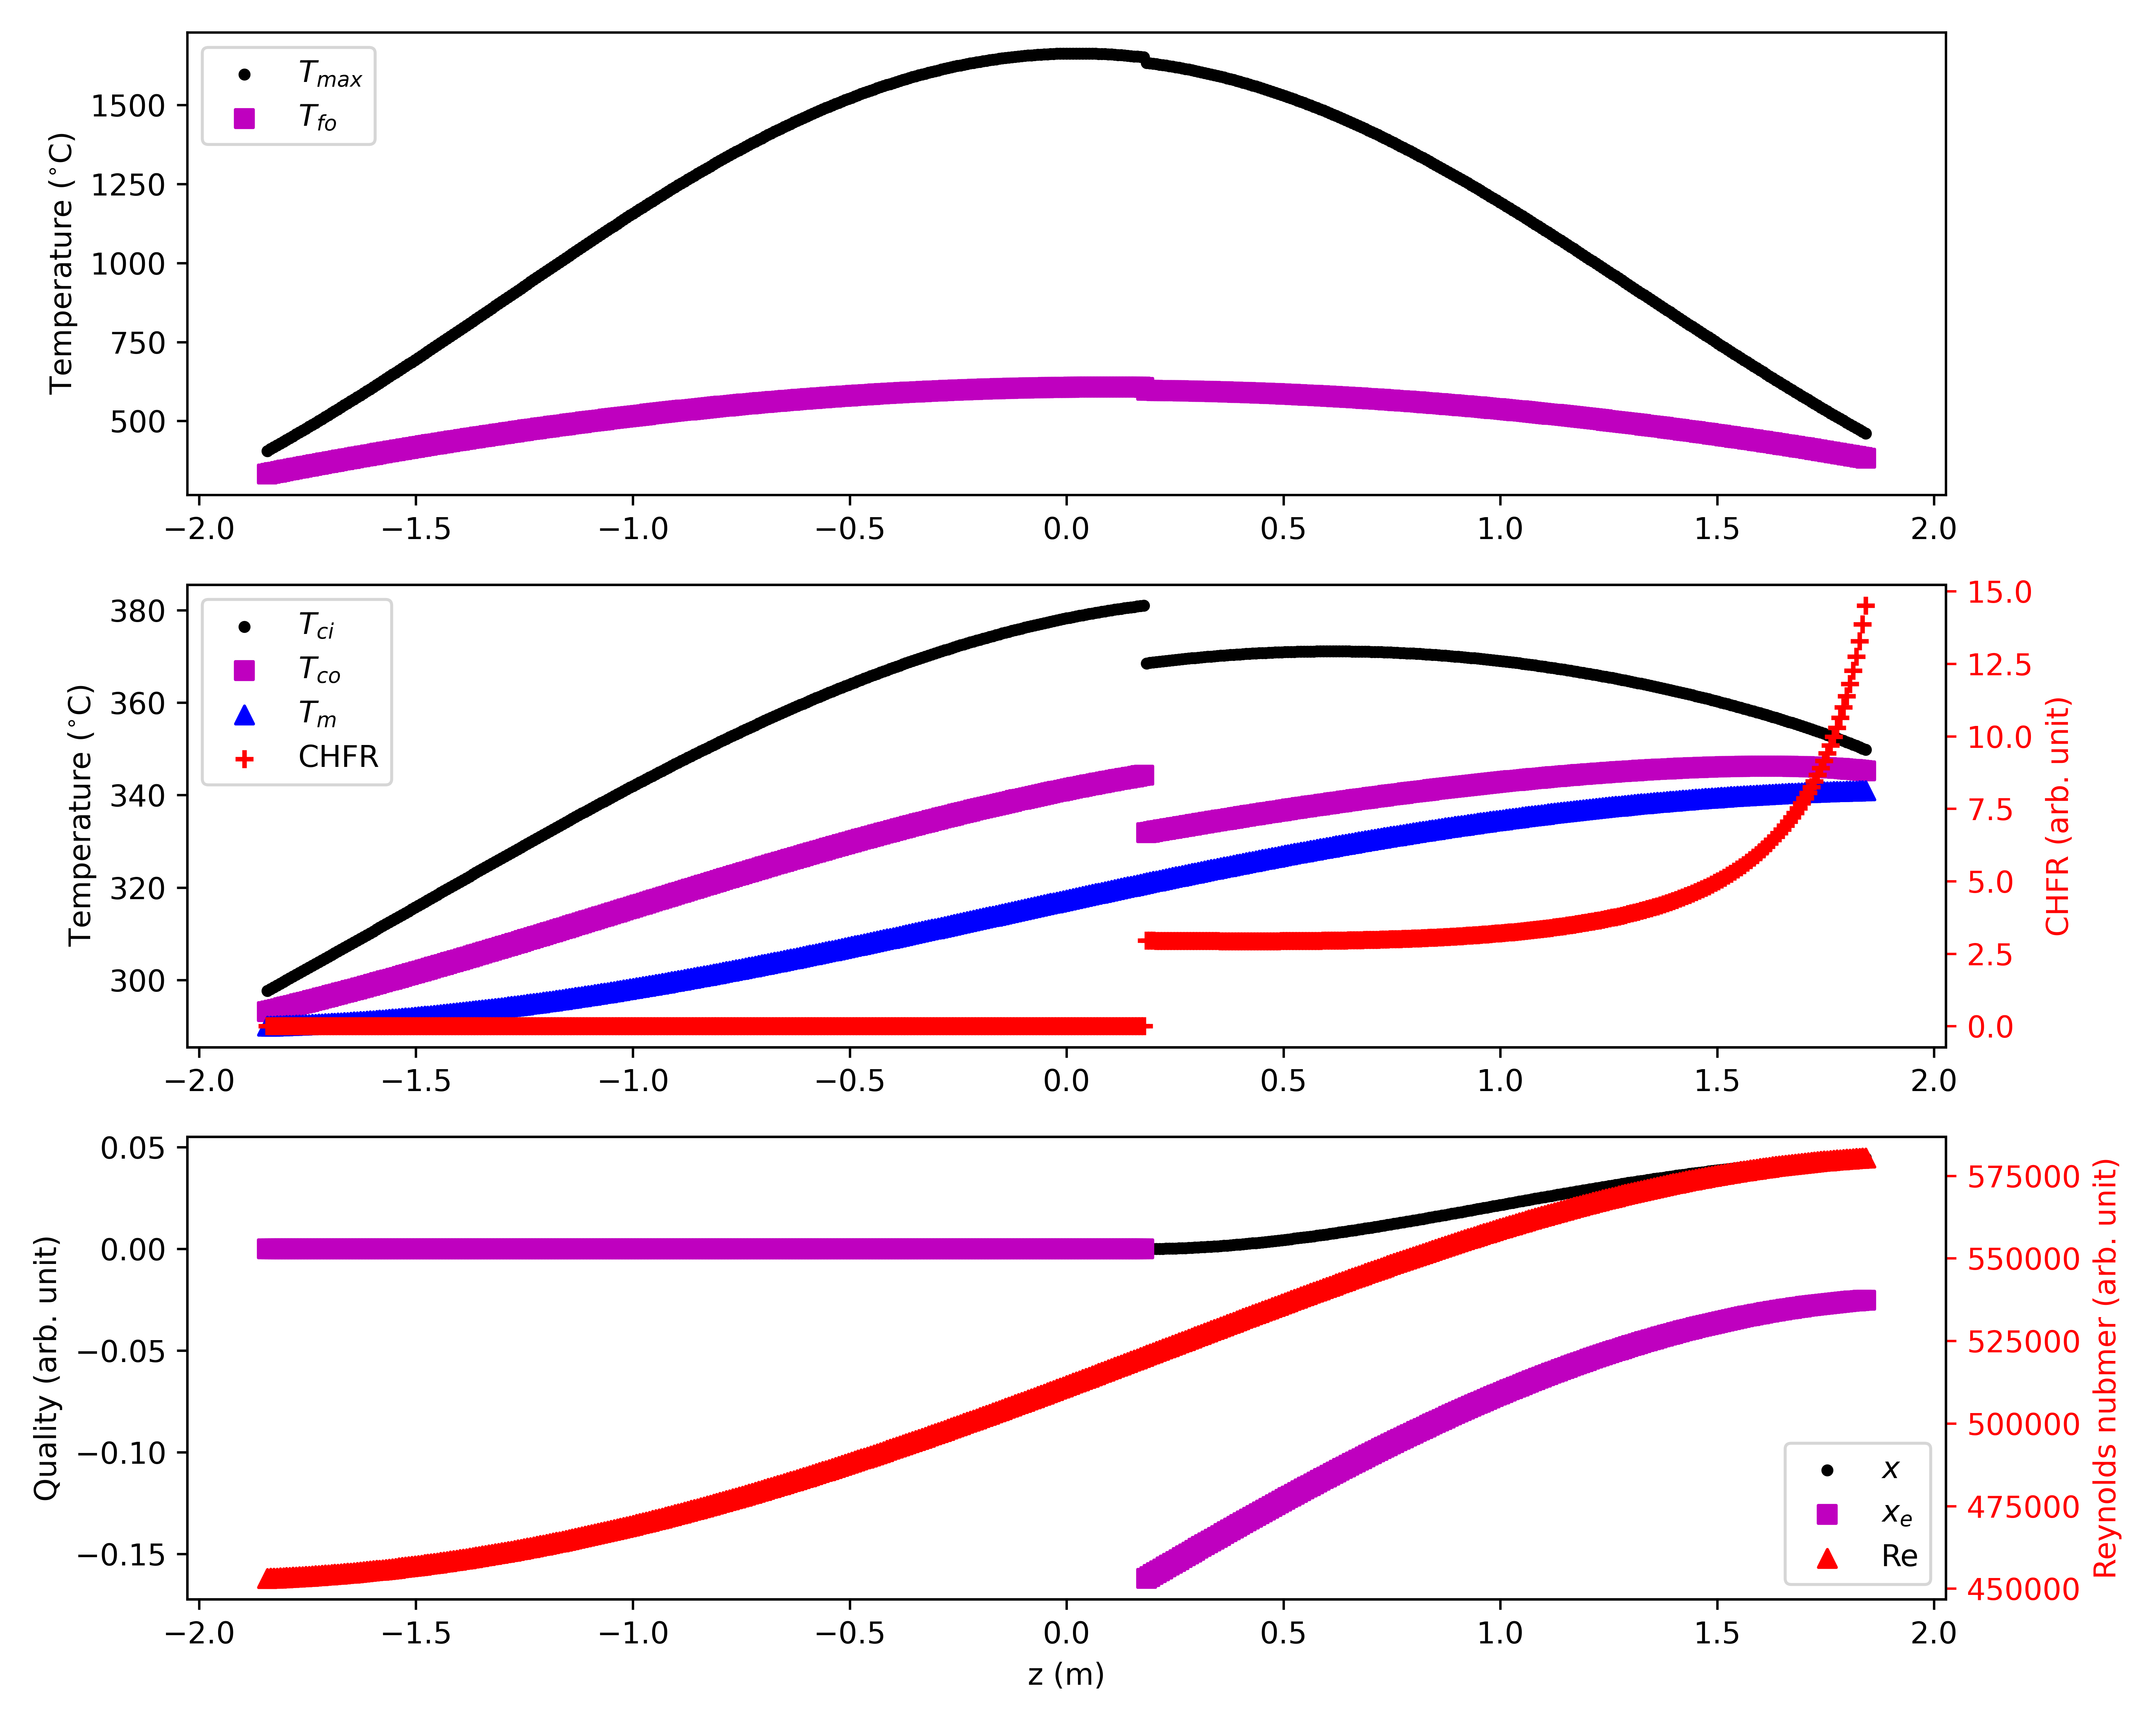 Temperature (°C)
1500
1250
1000
750
500
T_max
T_fo
−2.0 −1.5 −1.0 −0.5 0.0 0.5 1.0 1.5 2.0
Temperature (°C)
380
360
340
320
300
T_ci
T_co
T_m
CHFR
15.0
12.5
10.0
7.5
5.0
2.5
0.0
CHFR (arb. unit)
−2.0 −1.5 −1.0 −0.5 0.0 0.5 1.0 1.5 2.0
Quality (arb. unit)
0.05
0.00
−0.05
−0.10
−0.15
x
x_e
Re
575000
550000
525000
500000
475000
450000
Reynolds nubmer (arb. unit)
−2.0 −1.5 −1.0 −0.5 0.0 0.5 1.0 1.5 2.0
z (m)